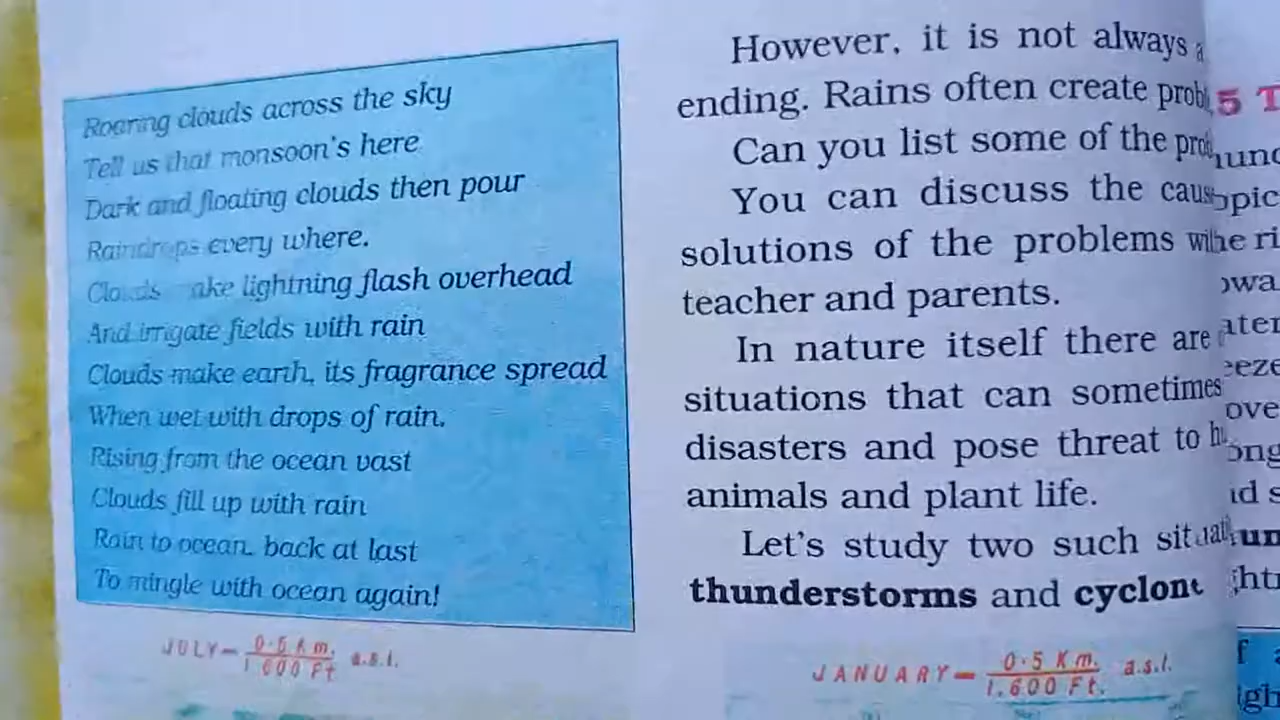 Roaring clouds across the sky
Tell us that monsoon's here
Dark and floating clouds then pour
Raindrops every where.
Clouds make lightning flash overhead
And irrigate fields with rain
Clouds make earth, its fragrance spread
When wet with drops of rain.
Rising from the ocean vast
Clouds fill up with rain
Rain to ocean, back at last
To mingle with ocean again!
JULY — 0·5 Km. / 1 600 Ft a.s.l.
However, it is not always
ending. Rains often create
Can you list some of the
You can discuss the
solutions of the problems
teacher and parents.
In nature itself there are
situations that can sometimes
disasters and pose threat to
animals and plant life.
Let's study two such
thunderstorms and
JANUARY — 0·5 Km. / 1,600 Ft. a.s.l.
5